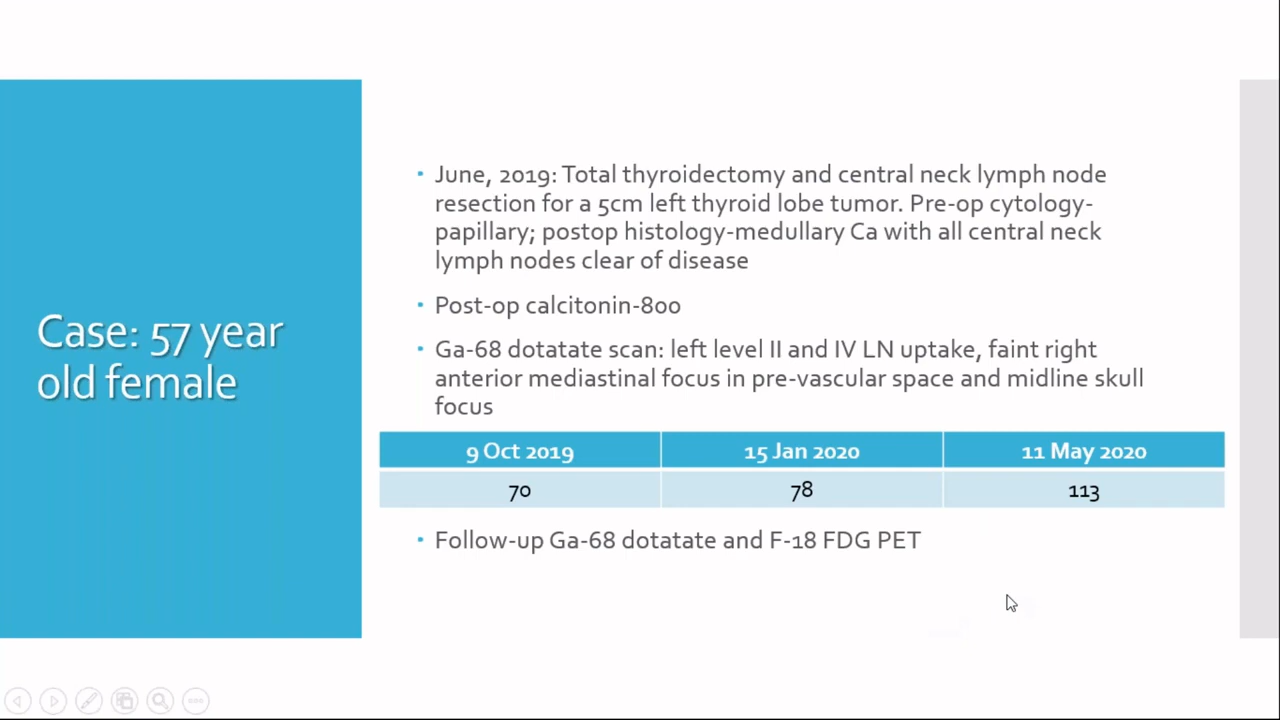 Case: 57 year
old female
• June, 2019: Total thyroidectomy and central neck lymph node
resection for a 5cm left thyroid lobe tumor. Pre-op cytology-
papillary; postop histology-medullary Ca with all central neck
lymph nodes clear of disease
• Post-op calcitonin-800
• Ga-68 dotatate scan: left level II and IV LN uptake, faint right
anterior mediastinal focus in pre-vascular space and midline skull
focus
9 Oct 2019 15 Jan 2020 11 May 2020
70 78 113
• Follow-up Ga-68 dotatate and F-18 FDG PET